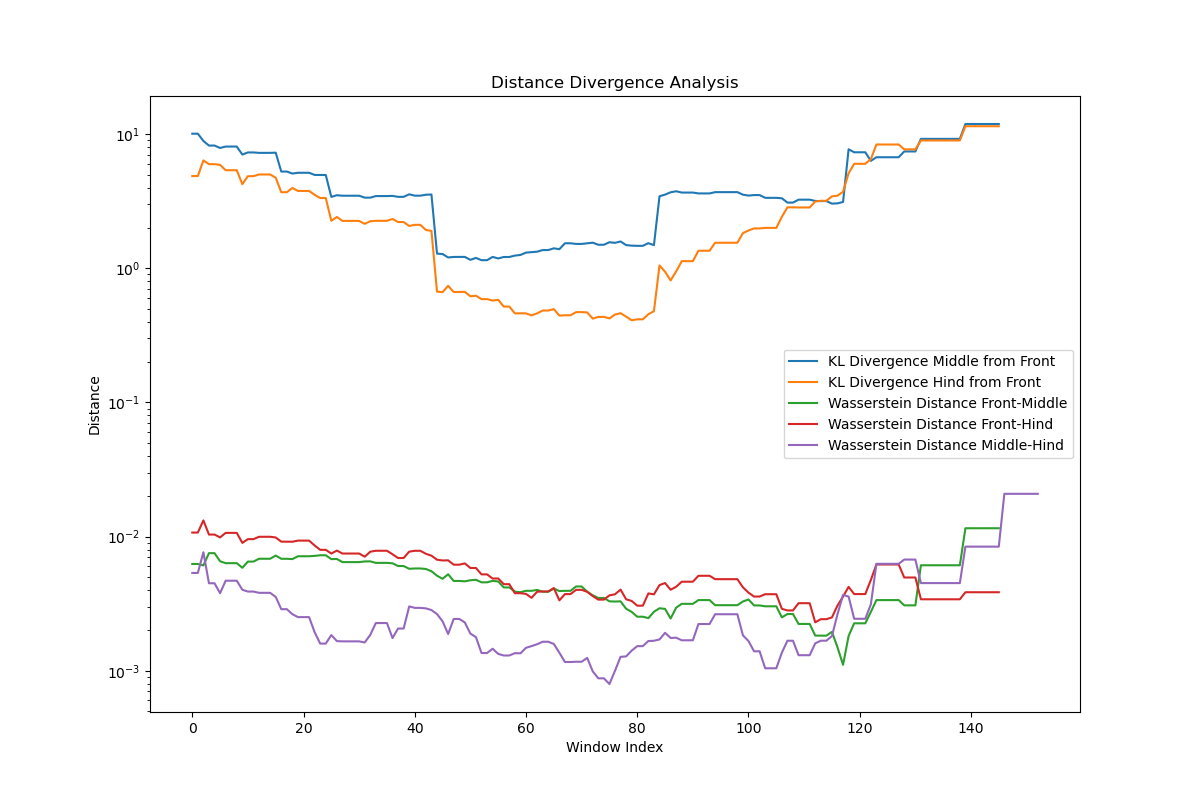 Distance Divergence Analysis
10¹
10⁰
10⁻¹
10⁻²
10⁻³
Distance
KL Divergence Middle from Front
KL Divergence Hind from Front
Wasserstein Distance Front-Middle
Wasserstein Distance Front-Hind
Wasserstein Distance Middle-Hind
0 20 40 60 80 100 120 140
Window Index